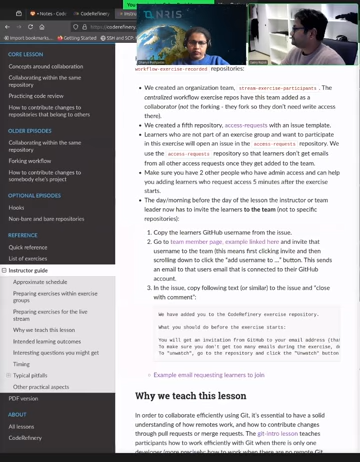 NRIS
Notes - Cod
CodeRefinery
Instruct
https://coderefinery.
Import bookmarks...
Getting Started
SSH and SCP
CORE LESSON
Concepts around collaboration
Collaborating within the same repository
Practicing code review
How to contribute changes to repositories that belong to others
OLDER EPISODES
Collaborating within the same repository
Forking workflow
How to contribute changes to somebody else's project
OPTIONAL EPISODES
Hooks
Non-bare and bare repositories
REFERENCE
Quick reference
List of exercises
Instructor guide
Approximate schedule
Preparing exercises within exercise groups
Preparing exercises for the live stream
Why we teach this lesson
Intended learning outcomes
Interesting questions you might get
Timing
Typical pitfalls
Other practical aspects
PDF version
ABOUT
All lessons
CodeRefinery
workflow-exercise-recorded repositories:
We created an organization team, stream-exercise-participants. The
centralized workflow exercise repos have this team added as a
collaborator (not the forking - they fork so they don't need write
access there).
We created a fifth repository, access-requests with an issue template.
Learners who are not part of an exercise group and want to participate
in this exercise will open an issue in the access-requests repository. We
use the access-requests repository so that learners don't get emails
from all other access requests once they get added to the team.
Make sure you have 2 other people who have admin access and can help
you adding learners who request access 5 minutes after the exercise
starts.
The day/morning before the day of the lesson the instructor or team
leader now has to invite the learners to the team (not to specific
repositories):
1. Copy the learners GitHub username from the issue.
2. Go to team member page, example linked here and invite that
username to the team (this means first clicking invite and then
scrolling down to click the "add username to ..." button. This sends
an email to that users email that is connected to their GitHub
account.
3. In the issue, copy following text (or similar) to the issue and "close
with comment":
We have added you to the CodeRefinery exercise repository.
What you should do before the exercise starts:
You will get an invitation from GitHub to your email address (that
To make sure you don't get too many emails during the exercise, d
To "unwatch", go to the repository and click the "Unwatch" button
Example email requesting learners to join
Why we teach this lesson
In order to collaborate efficiently using Git, it's essential to have a solid
understanding of how remotes work, and how to contribute changes
through pull requests or merge requests. The git-intro lesson teaches
participants how to work efficiently with Git when there is only one